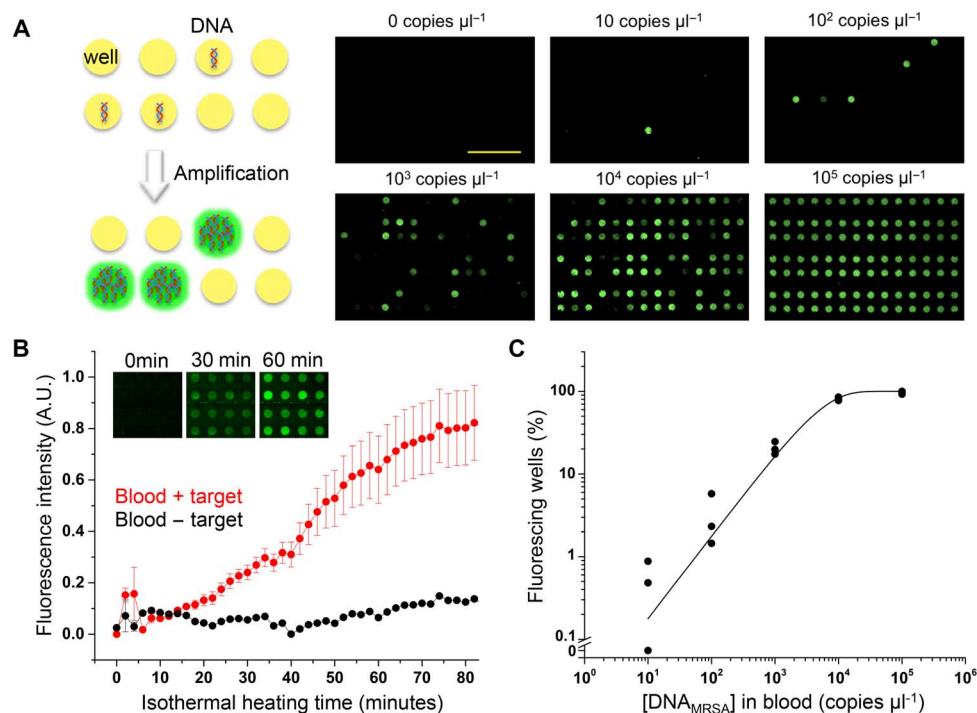 A
DNA
well
Amplification
0 copies µl⁻¹
10 copies µl⁻¹
10² copies µl⁻¹
10³ copies µl⁻¹
10⁴ copies µl⁻¹
10⁵ copies µl⁻¹
B
0min
30 min
60 min
Blood + target
Blood – target
Fluorescence intensity (A.U.)
1.0
0.8
0.6
0.4
0.2
0.0
0 10 20 30 40 50 60 70 80
Isothermal heating time (minutes)
C
Fluorescing wells (%)
100
10
1
0.1
0
10⁰ 10¹ 10² 10³ 10⁴ 10⁵ 10⁶
[DNA_MRSA] in blood (copies µl⁻¹)